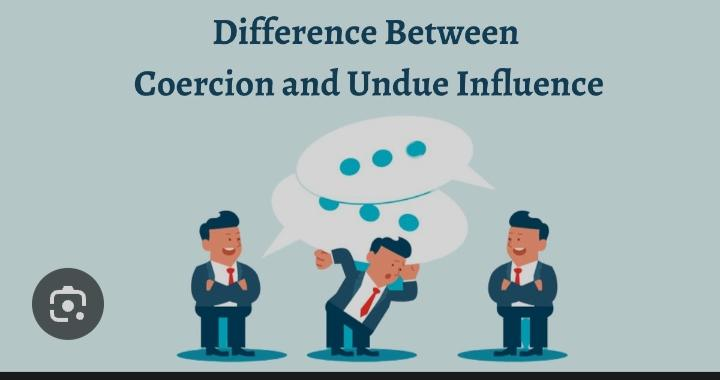 Difference Between
Coercion and Undue Influence